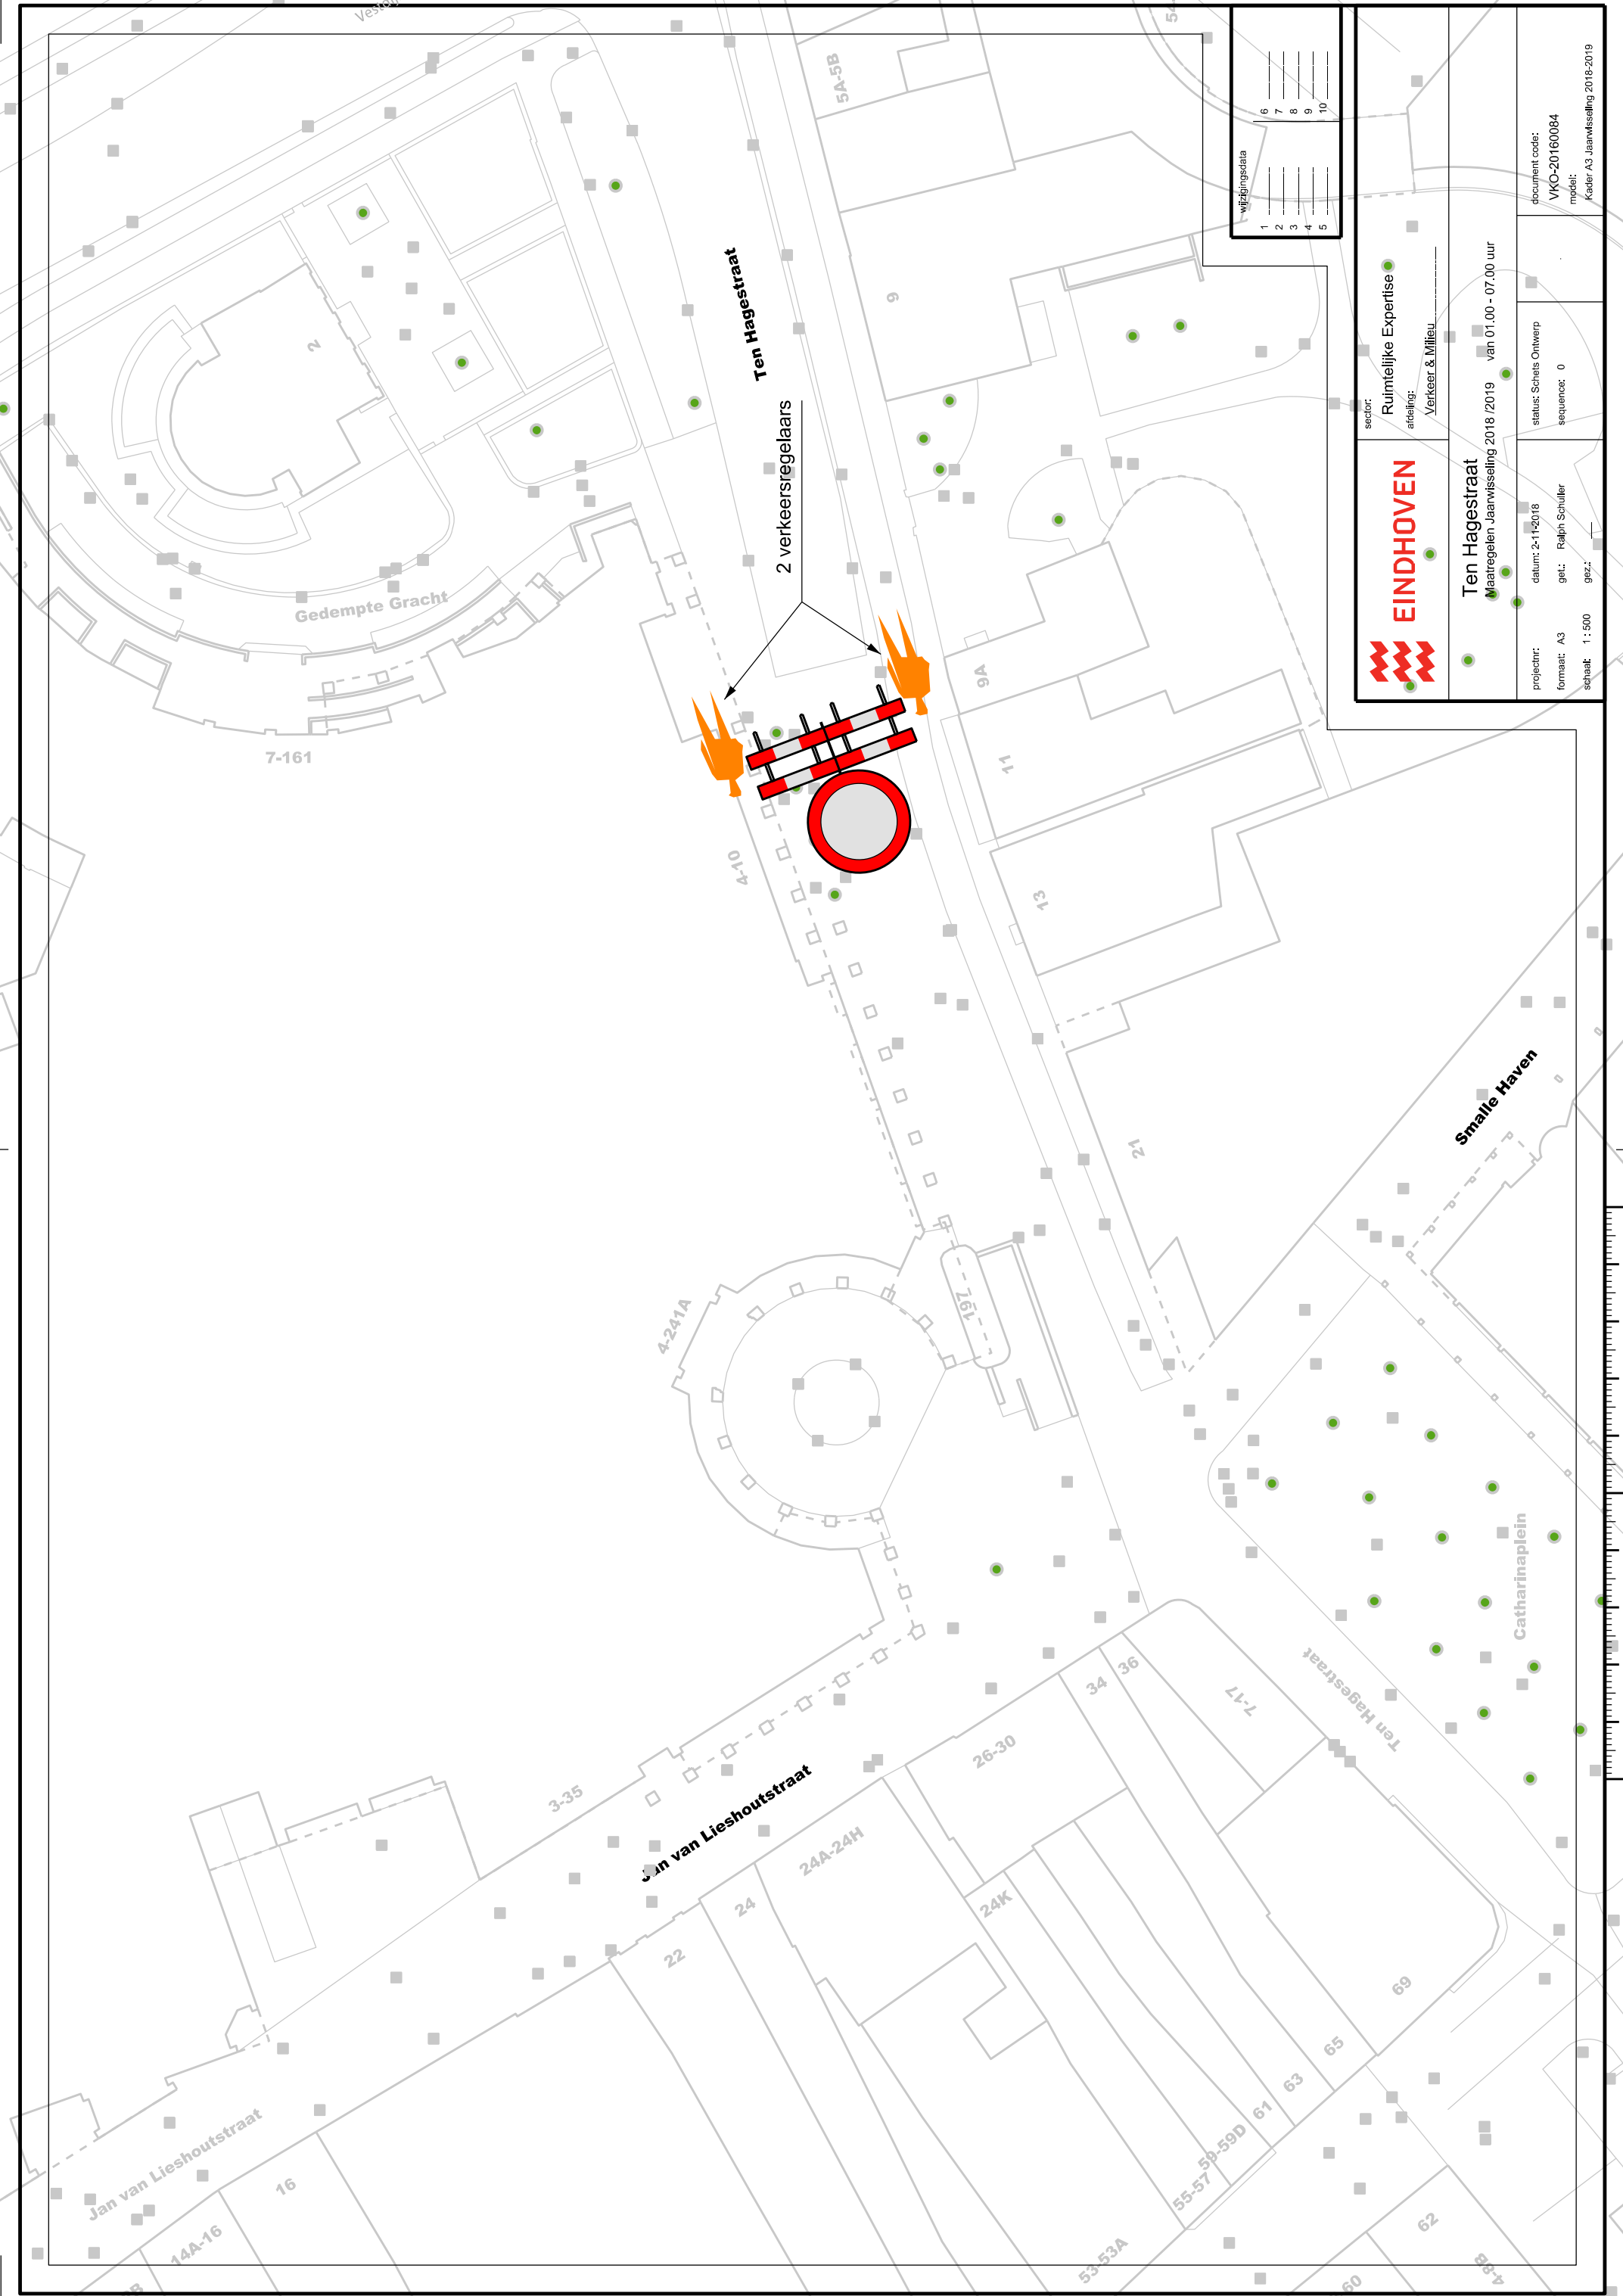 Ten Hagestraat
2 verkeersregelaars
Gedempte Gracht
7-161
2
5A-5B
9
9A
11
13
21
4-10
197
4-241A
Smalle Haven
Catharinaplein
Ten Hagestraat
Jan van Lieshoutstraat
Jan van Lieshoutstraat
3-35
34
36
7-17
26-30
24A-24H
24
22
24K
16
14A-16
69
65
63
61
59-59D
55-57
53-53A
62
60
4-8B
wijzigingsdata
1
2
3
4
5
6
7
8
9
10
EINDHOVEN
sector:
Ruimtelijke Expertise
afdeling:
Verkeer & Milieu
Ten Hagestraat
Maatregelen Jaarwisseling 2018 /2019 van 01.00 - 07.00 uur
projectnr:
datum: 2-11-2018
status: Schets Ontwerp
document code:
VKO-20160084
formaat: A3
get.: Ralph Schuller
sequence: 0
model:
Kader A3 Jaarwisseling 2018-2019
schaal: 1 : 500
gez.: